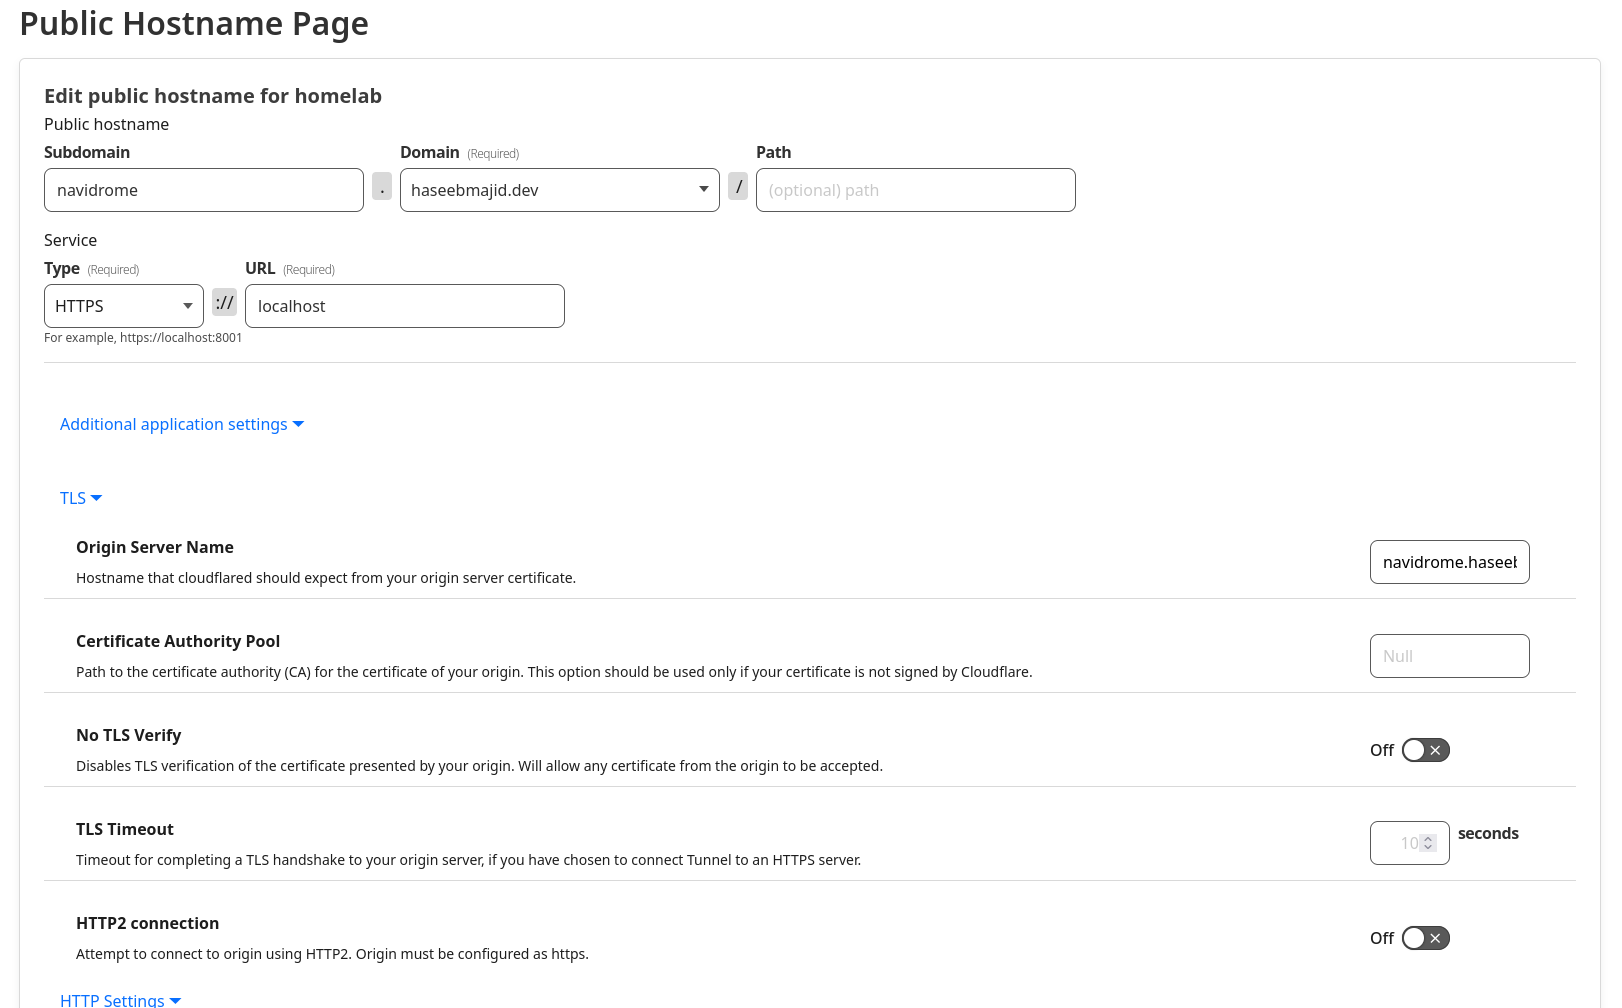 Public Hostname Page
Edit public hostname for homelab
Public hostname
Subdomain
Domain (Required)
Path
navidrome
.
haseebmajid.dev
/
(optional) path
Service
Type (Required)
URL (Required)
HTTPS
://
localhost
For example, https://localhost:8001
Additional application settings
TLS
Origin Server Name
Hostname that cloudflared should expect from your origin server certificate.
navidrome.haseeb
Certificate Authority Pool
Path to the certificate authority (CA) for the certificate of your origin. This option should be used only if your certificate is not signed by Cloudflare.
Null
No TLS Verify
Disables TLS verification of the certificate presented by your origin. Will allow any certificate from the origin to be accepted.
Off
TLS Timeout
Timeout for completing a TLS handshake to your origin server, if you have chosen to connect Tunnel to an HTTPS server.
10
seconds
HTTP2 connection
Attempt to connect to origin using HTTP2. Origin must be configured as https.
Off
HTTP Settings